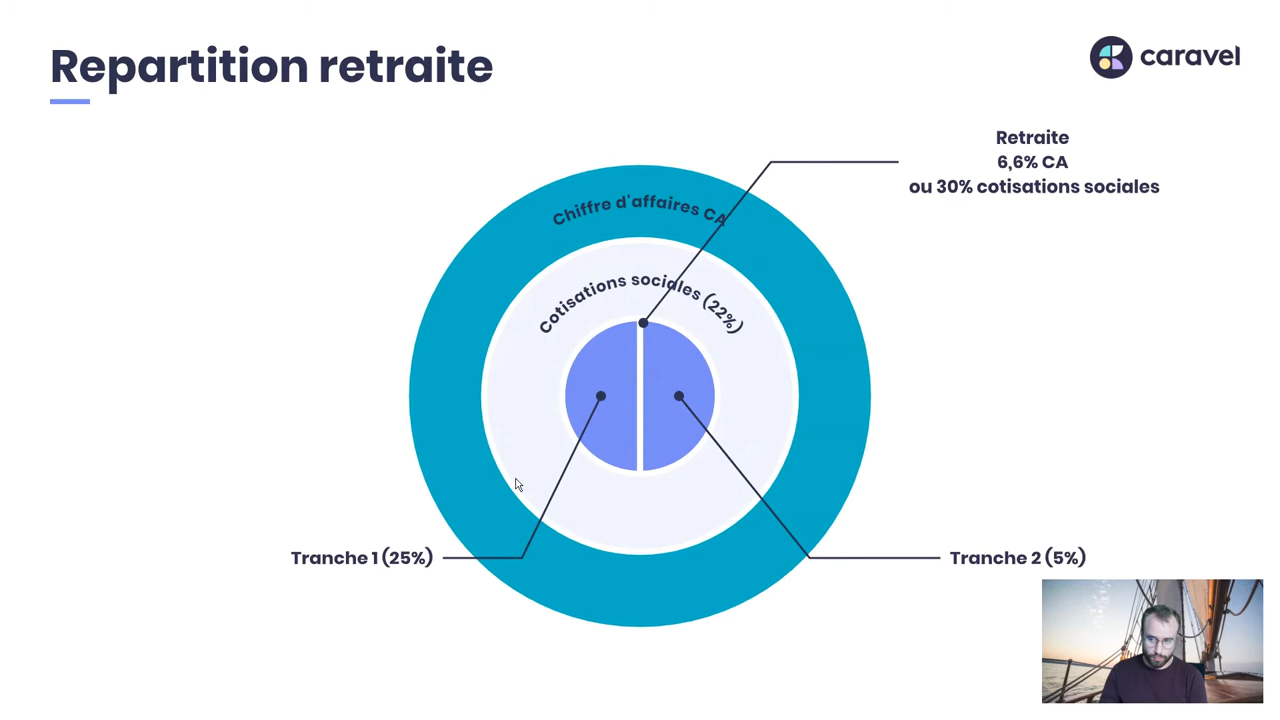 Repartition retraite
caravel
Retraite
6,6% CA
ou 30% cotisations sociales
Chiffre d'affaires CA
Cotisations sociales (22%)
Tranche 1 (25%)
Tranche 2 (5%)